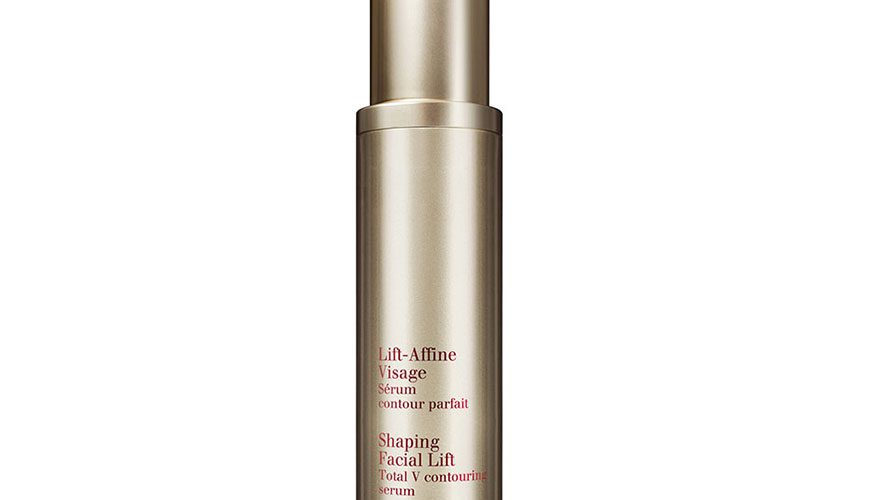 Lift-Affine
Visage
Sérum
contour parfait
Shaping
Facial Lift
Total V contouring
serum